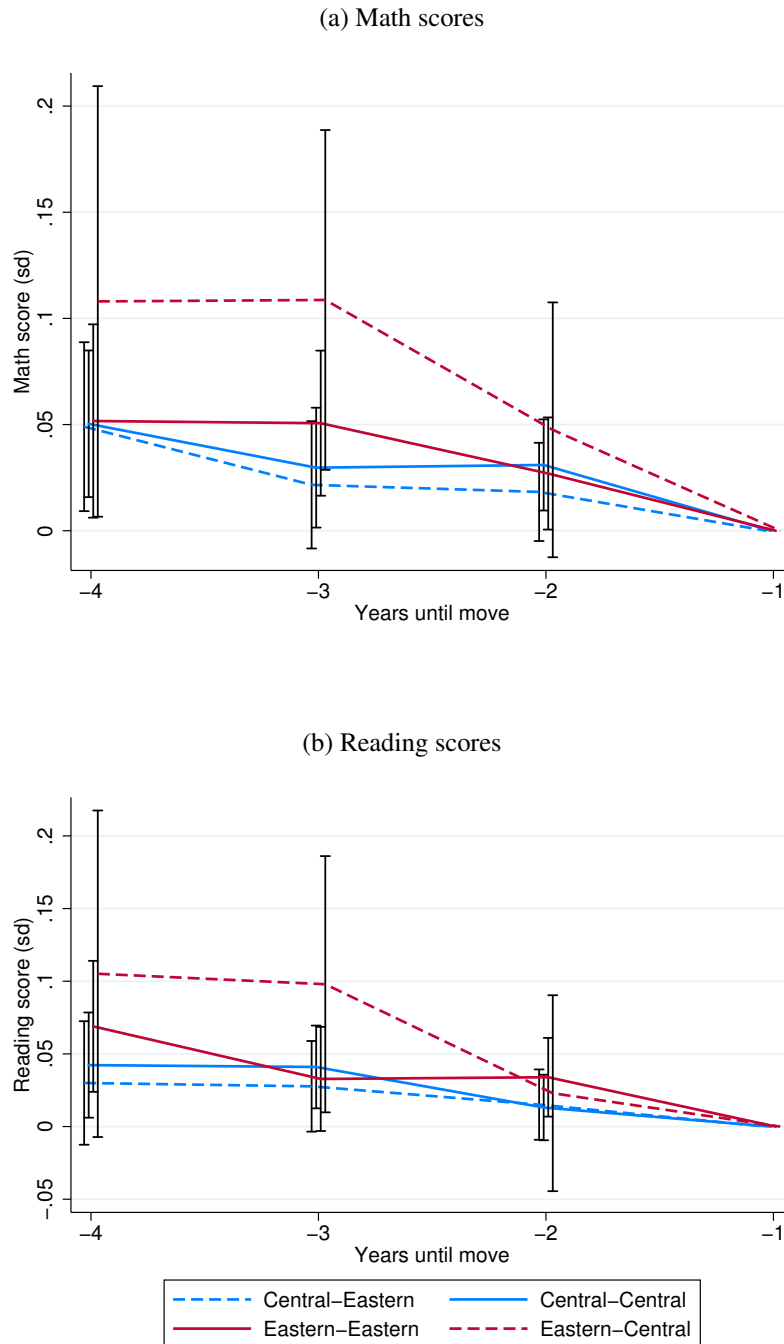 (a) Math scores
.2
.15
.1
.05
0
Math score (sd)
−4 −3 −2 −1
Years until move
(b) Reading scores
.2
.15
.1
.05
0
−.05
Reading score (sd)
−4 −3 −2 −1
Years until move
Central−Eastern Central−Central
Eastern−Eastern Eastern−Central